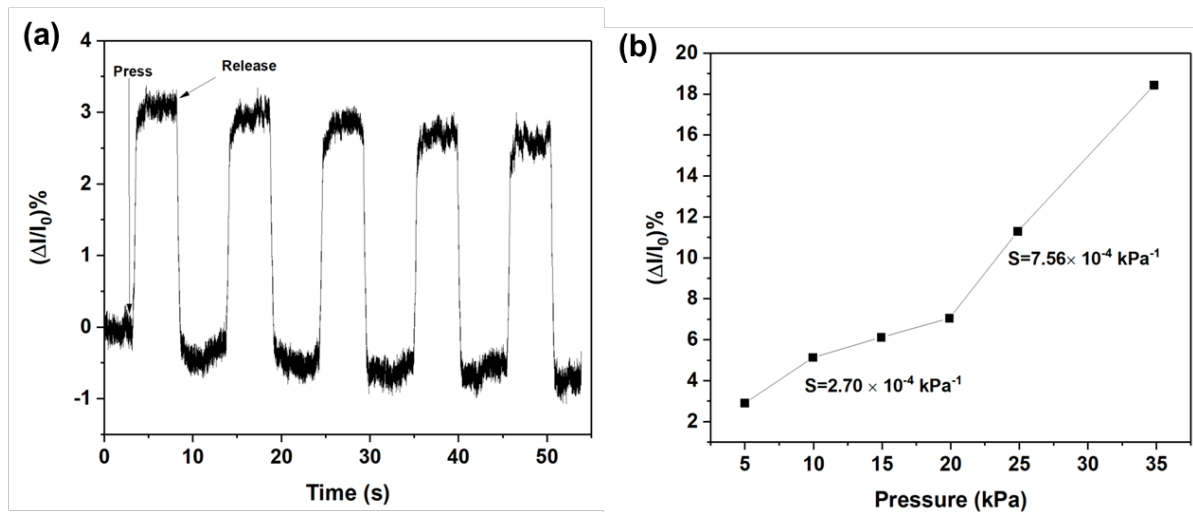 (a)
4
3
2
1
0
-1
(ΔI/I₀)%
Press
Release
0
10
20
30
40
50
Time (s)
(b)
20
18
16
14
12
10
8
6
4
2
(ΔI/I₀)%
S=7.56× 10⁻⁴ kPa⁻¹
S=2.70 × 10⁻⁴ kPa⁻¹
5
10
15
20
25
30
35
Pressure (kPa)